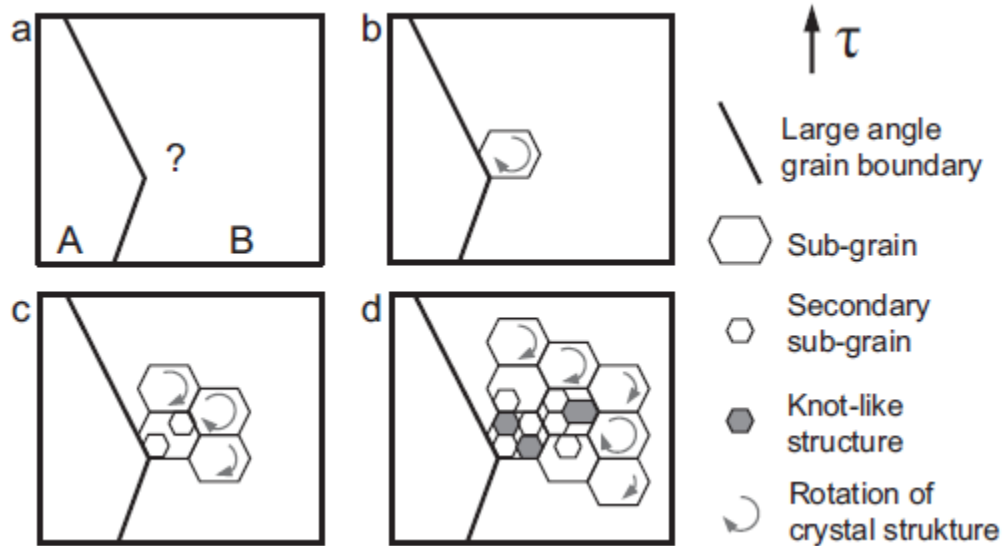 a
?
A B
b
c
d
τ
Large angle
grain boundary
Sub-grain
Secondary
sub-grain
Knot-like
structure
Rotation of
crystal strukture